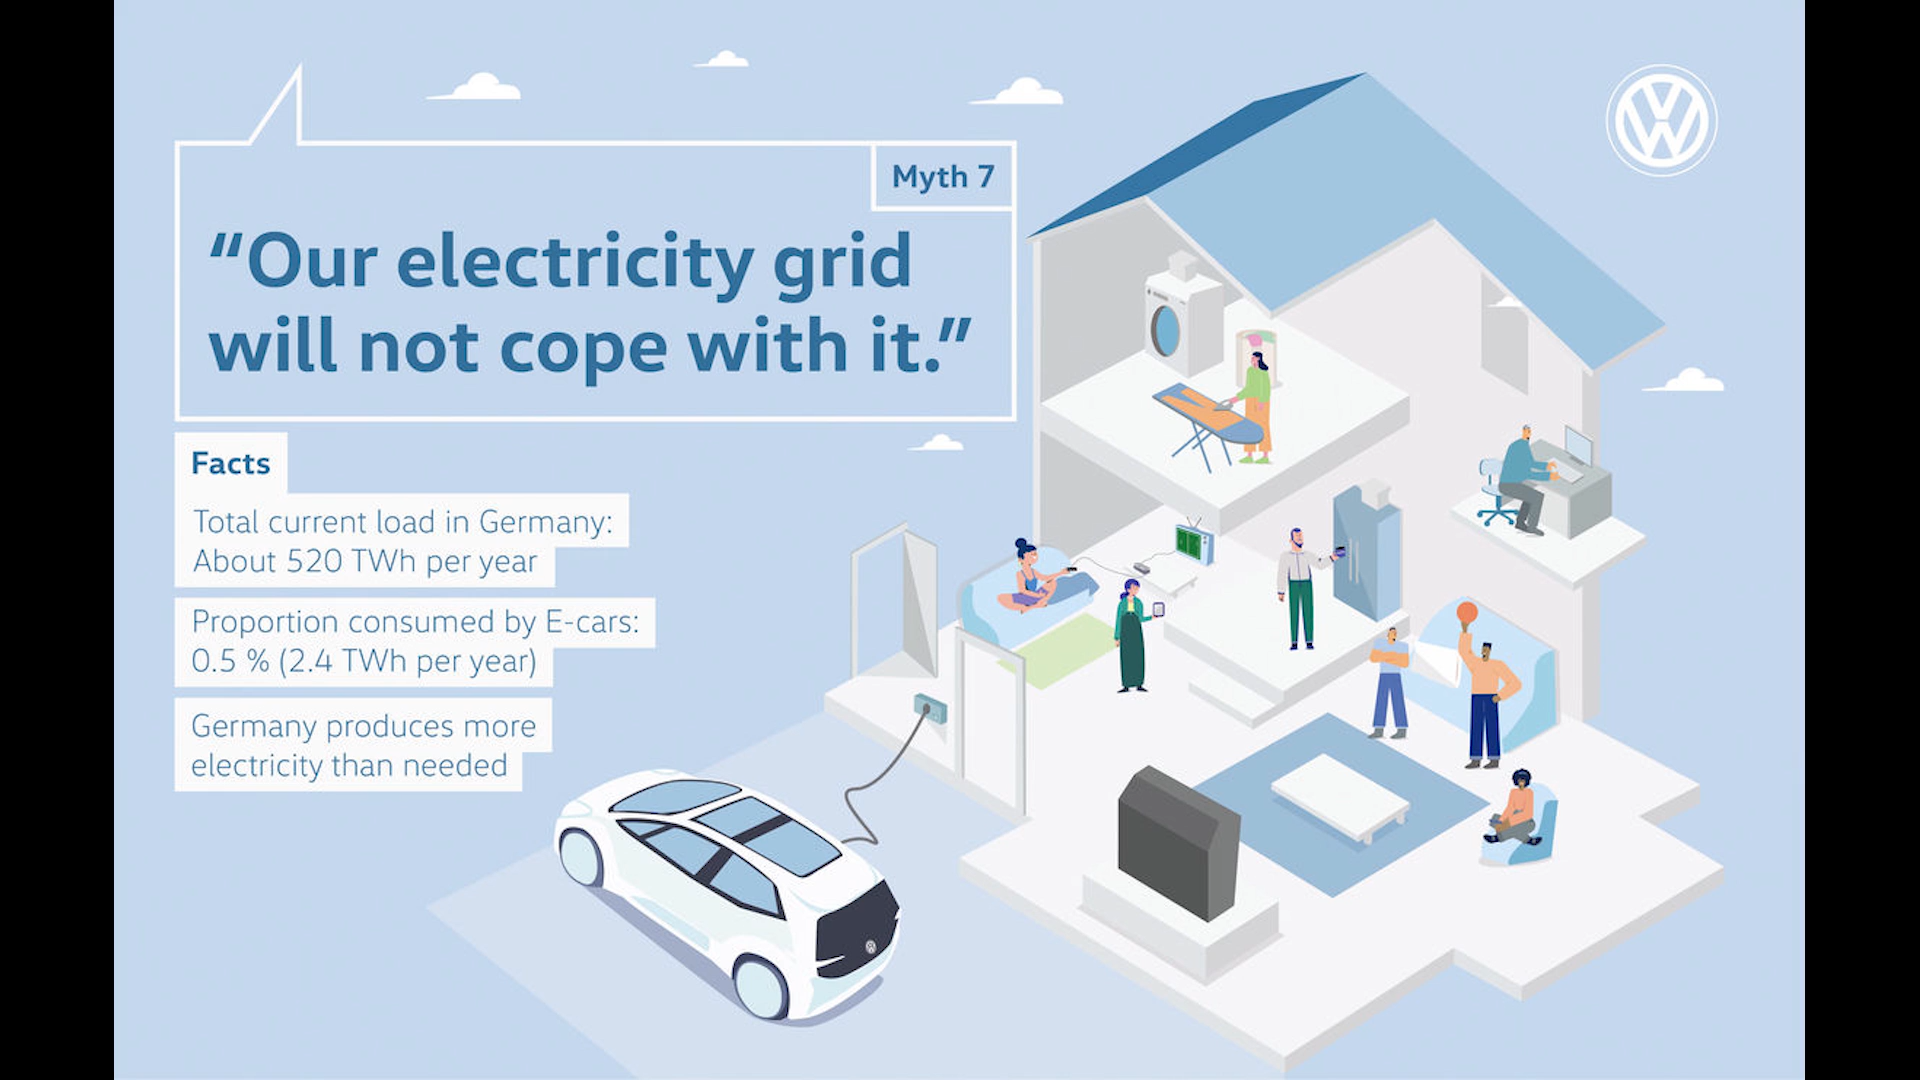 Myth 7
“Our electricity grid
will not cope with it.”
Facts
Total current load in Germany:
About 520 TWh per year
Proportion consumed by E-cars:
0.5 % (2.4 TWh per year)
Germany produces more
electricity than needed